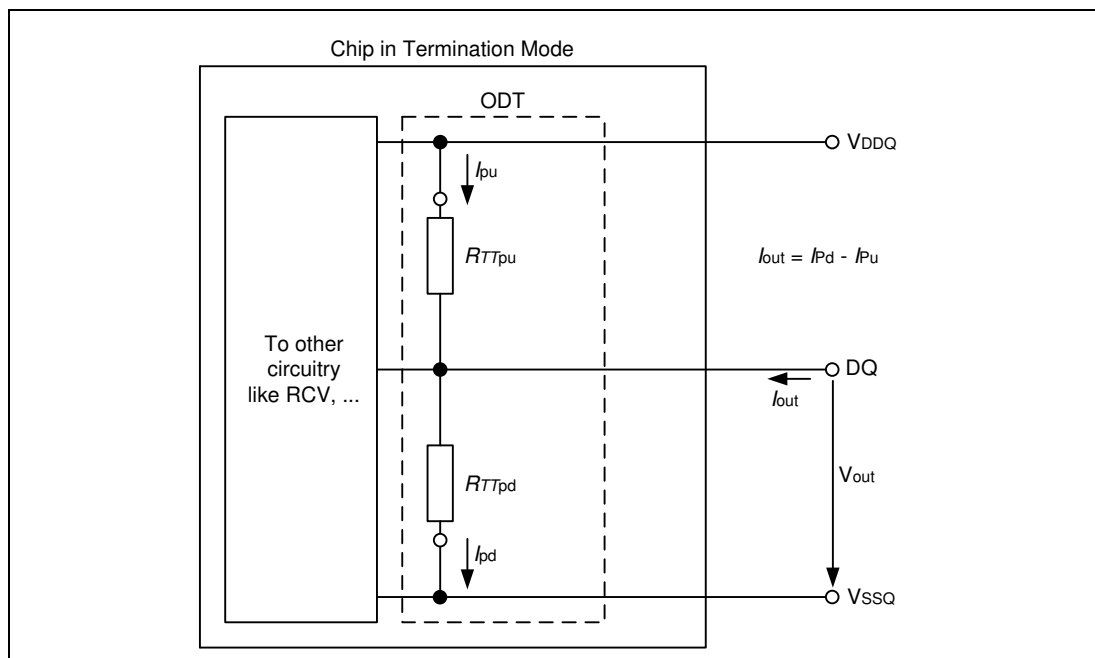 Chip in Termination Mode
ODT
VDDQ
Ipu
RTTpu
Iout = IPd - IPu
To other
circuitry
like RCV, ...
DQ
Iout
RTTpd
Vout
Ipd
VSSQ